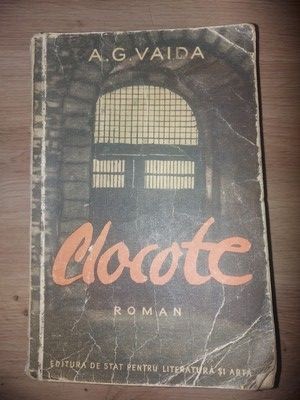 A. G. VAIDA
Clocote
ROMAN
EDITURA DE STAT PENTRU LITERATURĂ ȘI ARTĂ